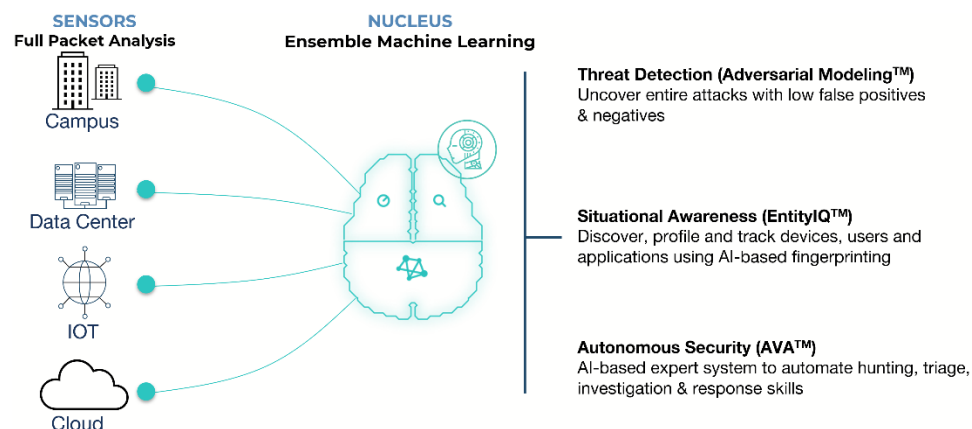 SENSORS
Full Packet Analysis
Campus
Data Center
IOT
Cloud
NUCLEUS
Ensemble Machine Learning
Threat Detection (Adversarial Modeling™)
Uncover entire attacks with low false positives
& negatives
Situational Awareness (EntityIQ™)
Discover, profile and track devices, users and
applications using AI-based fingerprinting
Autonomous Security (AVA™)
AI-based expert system to automate hunting, triage,
investigation & response skills